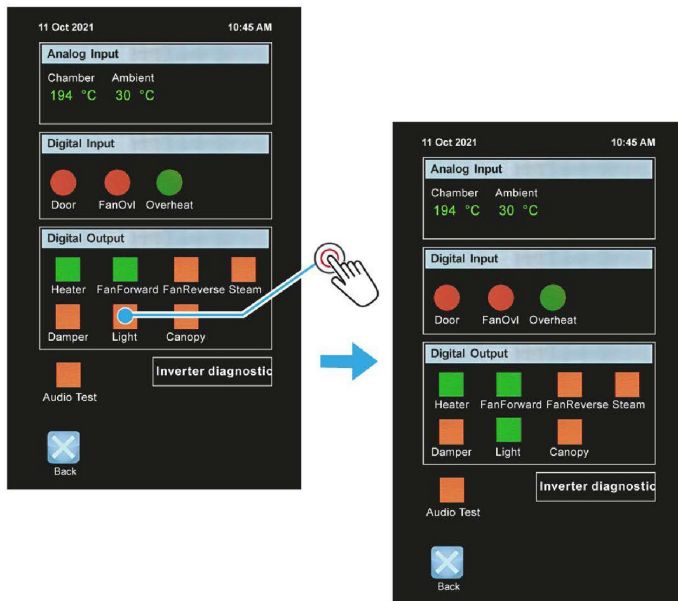 11 Oct 2021 10:45 AM
Analog Input
Chamber Ambient
194 °C 30 °C
Digital Input
Door FanOvl Overheat
Digital Output
Heater FanForward FanReverse Steam
Damper Light Canopy
Inverter diagnostic
Audio Test
Back
11 Oct 2021 10:45 AM
Analog Input
Chamber Ambient
194 °C 30 °C
Digital Input
Door FanOvl Overheat
Digital Output
Heater FanForward FanReverse Steam
Damper Light Canopy
Inverter diagnostic
Audio Test
Back